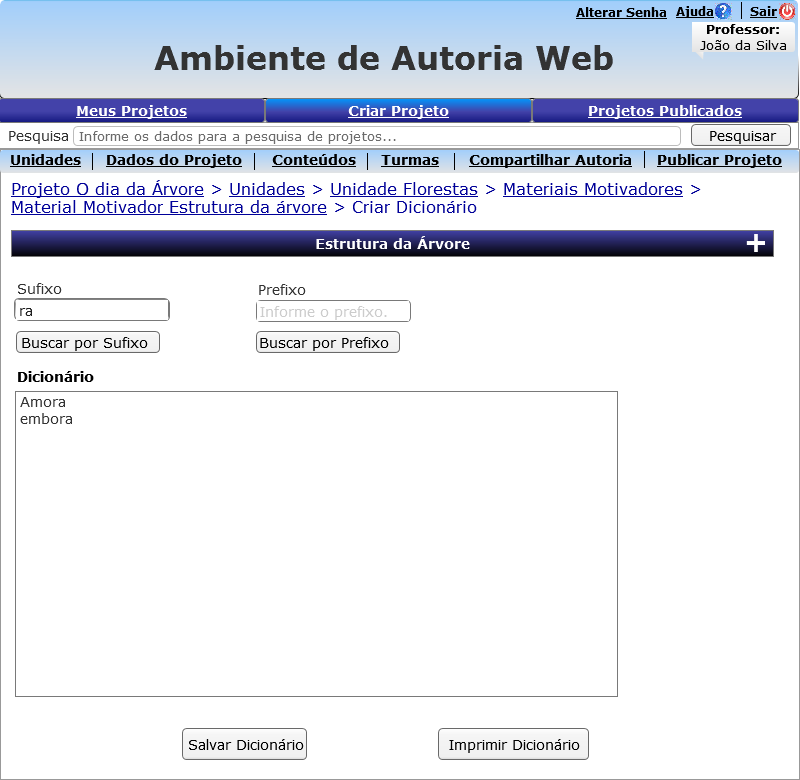 Alterar Senha Ajuda ? Sair
Professor:
João da Silva
Ambiente de Autoria Web
Meus Projetos Criar Projeto Projetos Publicados
Pesquisa Informe os dados para a pesquisa de projetos... Pesquisar
Unidades | Dados do Projeto | Conteúdos | Turmas | Compartilhar Autoria | Publicar Projeto
Projeto O dia da Árvore > Unidades > Unidade Florestas > Materiais Motivadores >
Material Motivador Estrutura da árvore > Criar Dicionário
Estrutura da Árvore +
Sufixo Prefixo
ra Informe o prefixo.
Buscar por Sufixo Buscar por Prefixo
Dicionário
Amora
embora
Salvar Dicionário Imprimir Dicionário